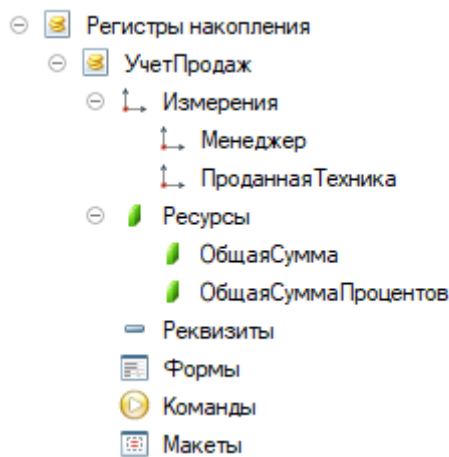 Регистры накопления
УчетПродаж
Измерения
Менеджер
ПроданнаяТехника
Ресурсы
ОбщаяСумма
ОбщаяСуммаПроцентов
Реквизиты
Формы
Команды
Макеты